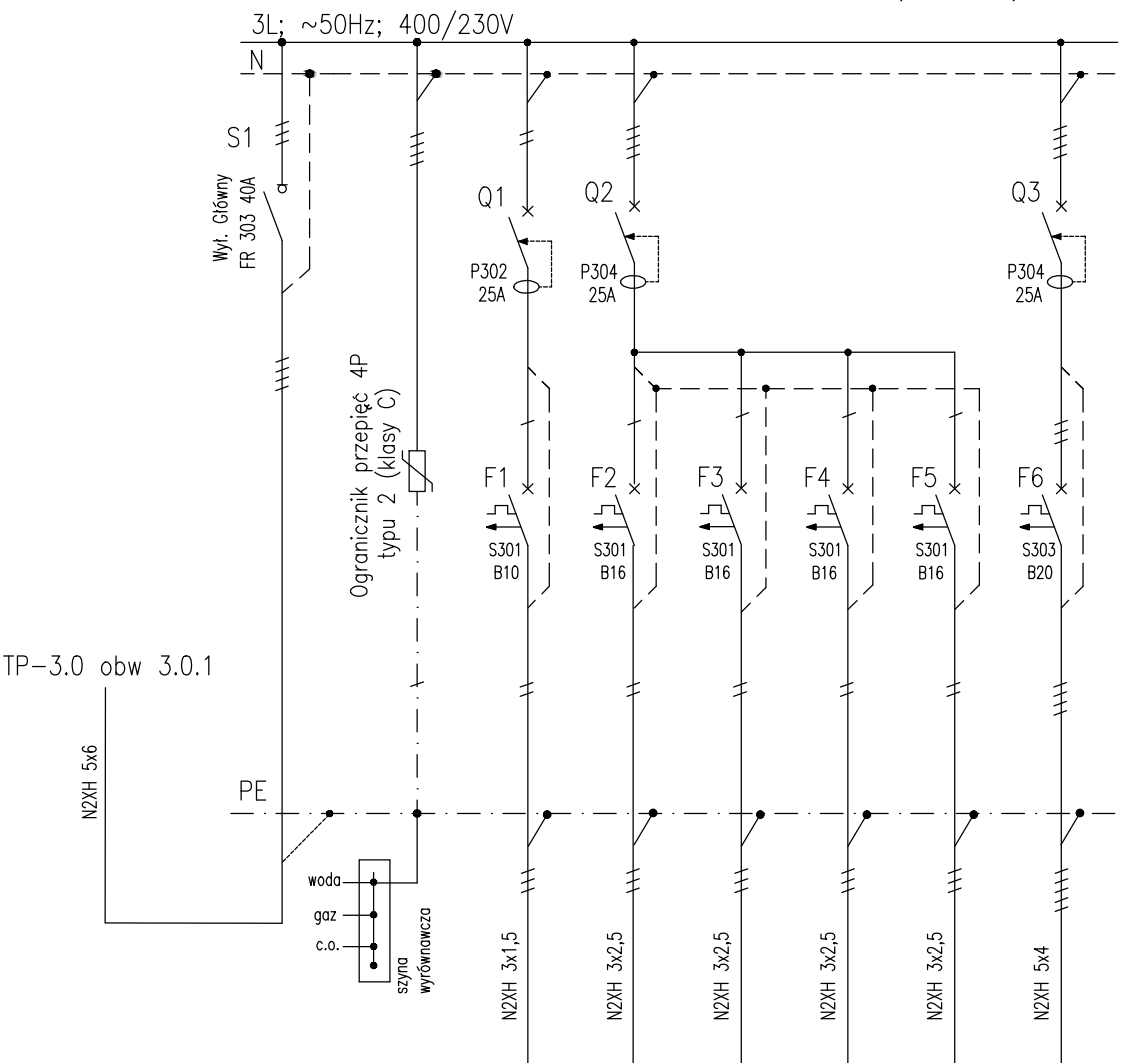 3L; ~50Hz; 400/230V
N
S1
Wył. Główny
FR 303 40A
Q1
P302
25A
Q2
P304
25A
Q3
P304
25A
Ogranicznik przepięć 4P
typu 2 (klasy C)
F1
S301
B10
F2
S301
B16
F3
S301
B16
F4
S301
B16
F5
S301
B16
F6
S303
B20
TP-3.0 obw 3.0.1
N2XH 5x6
PE
woda
gaz
c.o.
szyna
wyrównawcza
N2XH 3x1,5
N2XH 3x2,5
N2XH 3x2,5
N2XH 3x2,5
N2XH 3x2,5
N2XH 5x4